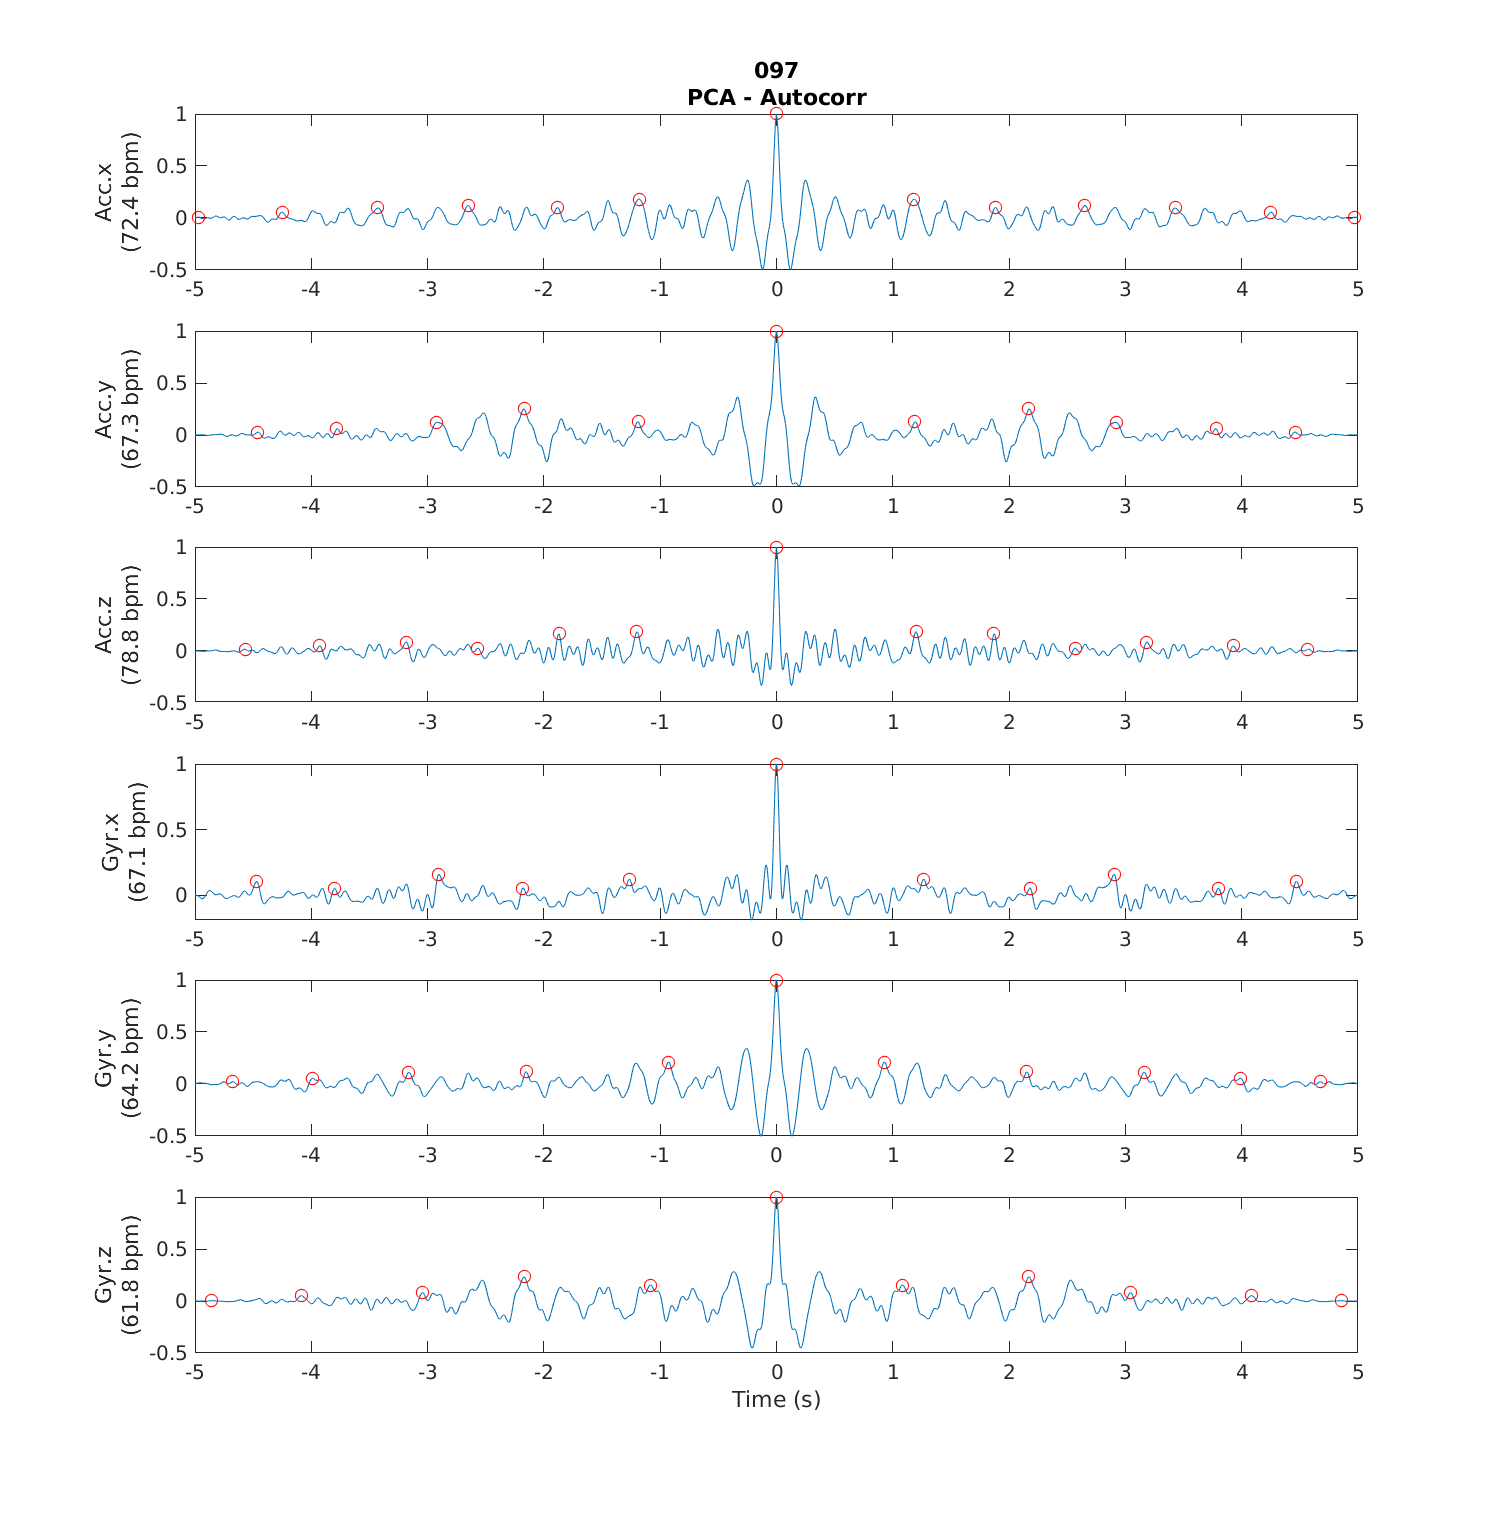 097
PCA - Autocorr
Acc.x
(72.4 bpm)
1
0.5
0
-0.5
-5 -4 -3 -2 -1 0 1 2 3 4 5
Acc.y
(67.3 bpm)
1
0.5
0
-0.5
-5 -4 -3 -2 -1 0 1 2 3 4 5
Acc.z
(78.8 bpm)
1
0.5
0
-0.5
-5 -4 -3 -2 -1 0 1 2 3 4 5
Gyr.x
(67.1 bpm)
1
0.5
0
-5 -4 -3 -2 -1 0 1 2 3 4 5
Gyr.y
(64.2 bpm)
1
0.5
0
-0.5
-5 -4 -3 -2 -1 0 1 2 3 4 5
Gyr.z
(61.8 bpm)
1
0.5
0
-0.5
-5 -4 -3 -2 -1 0 1 2 3 4 5
Time (s)